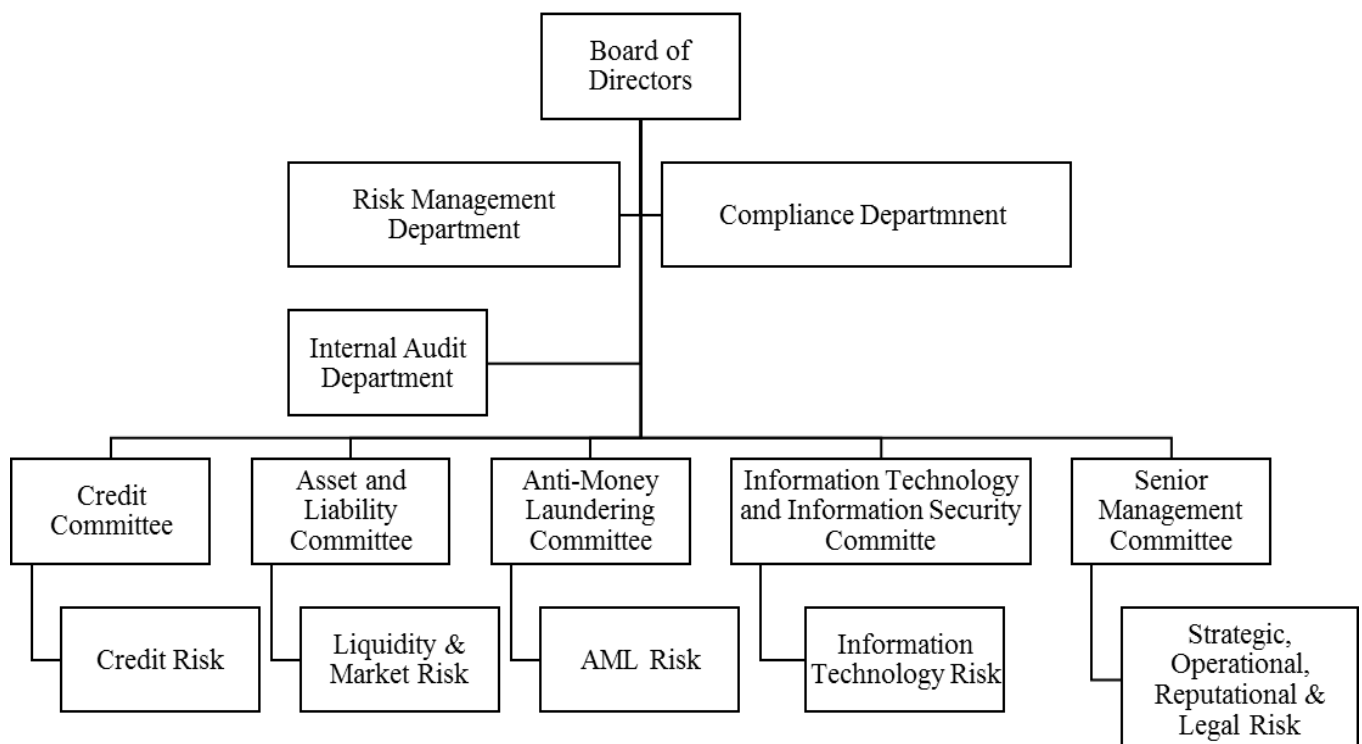 Board of
Directors
Risk Management
Department
Compliance Departmnent
Internal Audit
Department
Credit
Committee
Asset and
Liability
Committee
Anti-Money
Laundering
Committee
Information Technology
and Information Security
Committe
Senior
Management
Committee
Credit Risk
Liquidity &
Market Risk
AML Risk
Information
Technology Risk
Strategic,
Operational,
Reputational &
Legal Risk